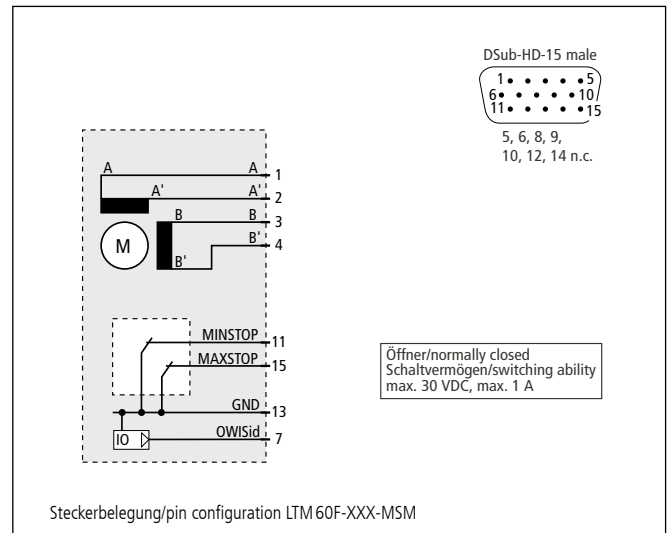 DSub-HD-15 male
1 5
6 10
11 15
5, 6, 8, 9,
10, 12, 14 n.c.
A A 1
A' A' 2
B B 3
B' 4
M
B'
MINSTOP 11
MAXSTOP 15
GND 13
IO OWISid 7
Öffner/normally closed
Schaltvermögen/switching ability
max. 30 VDC, max. 1 A
Steckerbelegung/pin configuration LTM 60F-XXX-MSM